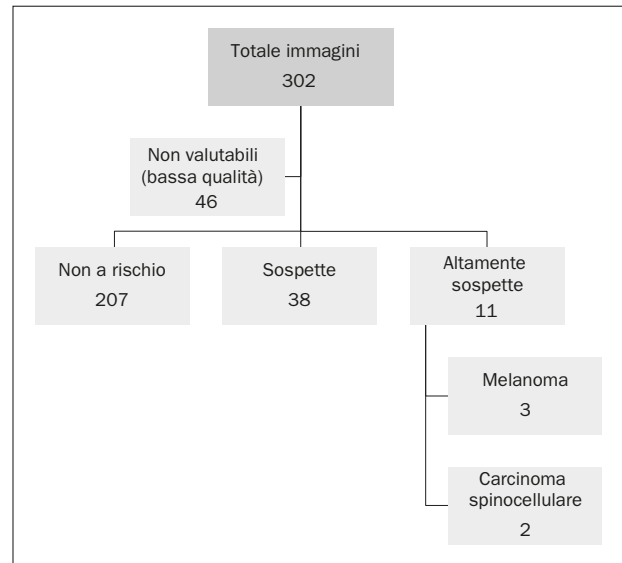 Totale immagini
302
Non valutabili
(bassa qualità)
46
Non a rischio
207
Sospette
38
Altamente
sospette
11
Melanoma
3
Carcinoma
spinocellulare
2